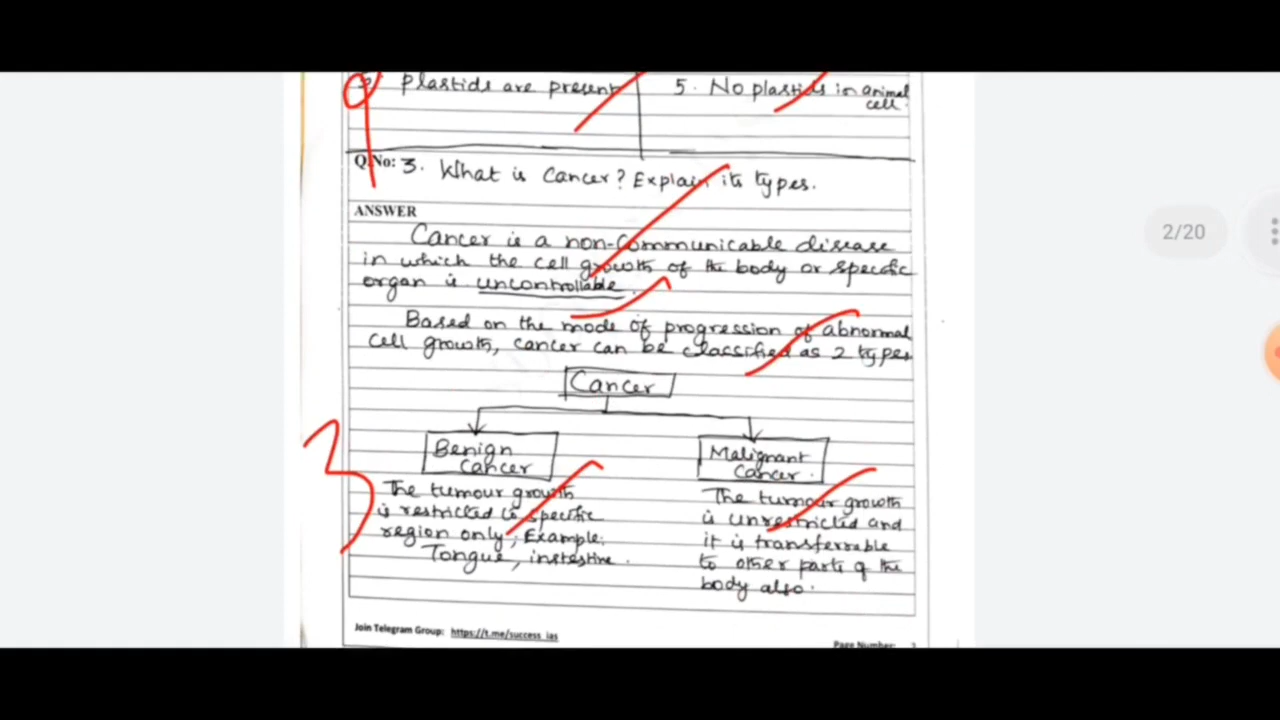 Plastids are present
5. No plastids in animal cell.
Q.No: 3. What is Cancer? Explain its types.
ANSWER
Cancer is a non-communicable disease
in which the cell growth of the body or specific
organ is uncontrollable.
Based on the mode of progression of abnormal
cell growth, cancer can be classified as 2 types
Cancer
Benign
Cancer
The tumour growth
is restricted to specific
region only, Example:
Tongue, instestine.
Malignant
Cancer.
The tumour growth
is unrestricted and
it is transferrable
to other parts of the
body also.
3
Join Telegram Group: https://t.me/success_ias
Page Number:
2/20